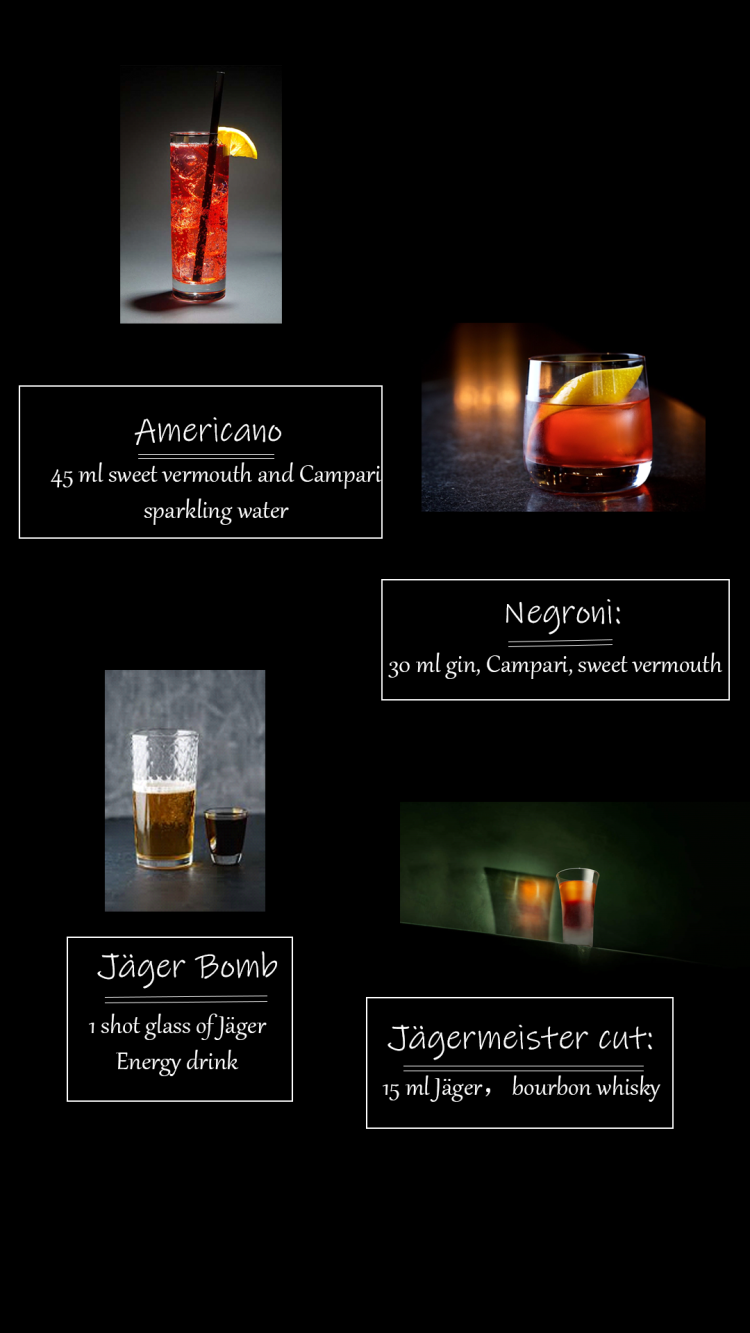 Americano
45 ml sweet vermouth and Campari
sparkling water
Negroni:
30 ml gin, Campari, sweet vermouth
Jäger Bomb
1 shot glass of Jäger
Energy drink
Jägermeister cut:
15 ml Jäger， bourbon whisky